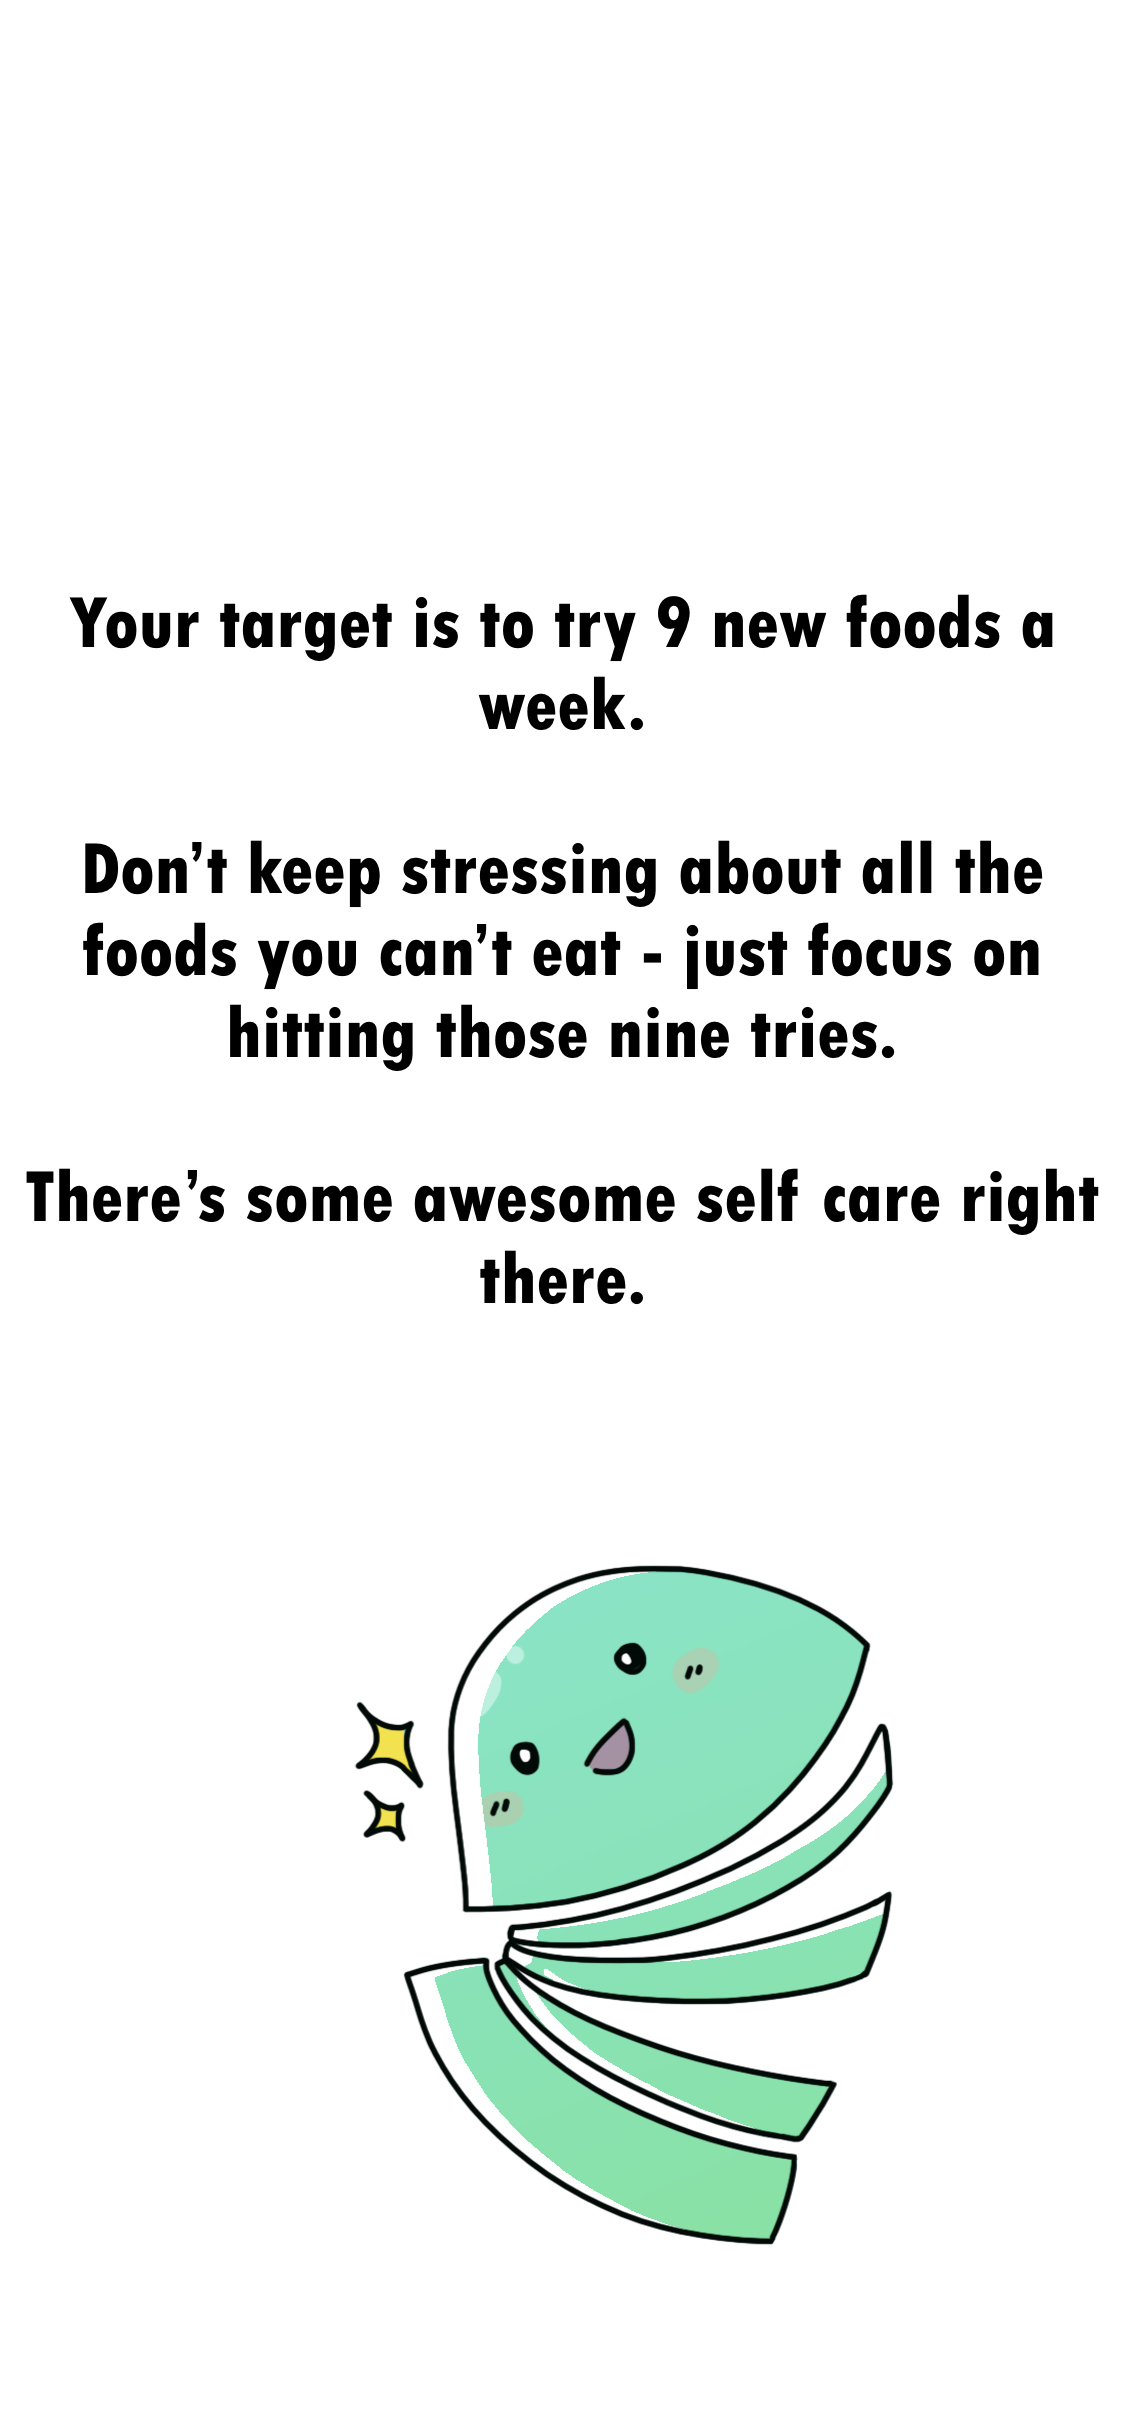 Your target is to try 9 new foods a
week.
Don’t keep stressing about all the
foods you can’t eat - just focus on
hitting those nine tries.
There’s some awesome self care right
there.